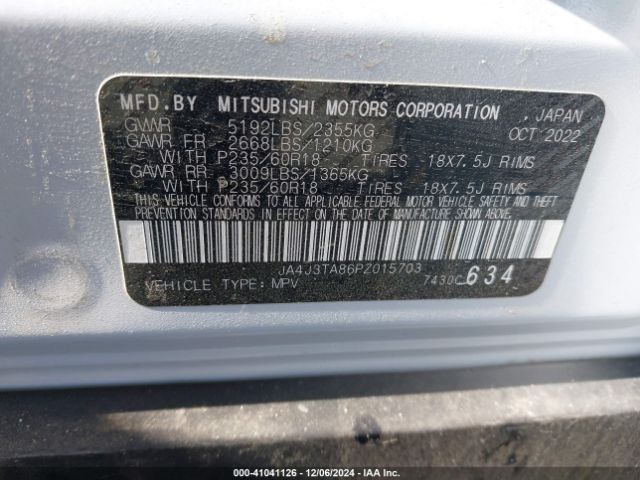 MFD.BY MITSUBISHI MOTORS CORPORATION , JAPAN
GVWR 5192LBS/2355KG OCT 2022
GAWR FR 2668LBS/1210KG
WITH P235/60R18 TIRES 18X7.5J RIMS
GAWR RR 3009LBS/1365KG
WITH P235/60R18 TIRES 18X7.5J RIMS
THIS VEHICLE CONFORMS TO ALL APPLICABLE FEDERAL MOTOR VEHICLE SAFETY AND THEFT
PREVENTION STANDARDS IN EFFECT ON THE DATE OF MANUFACTURE SHOWN ABOVE.
JA4J3TA86PZ015703
VEHICLE TYPE: MPV 7430C 634
000-41041126 - 12/06/2024 - IAA Inc.